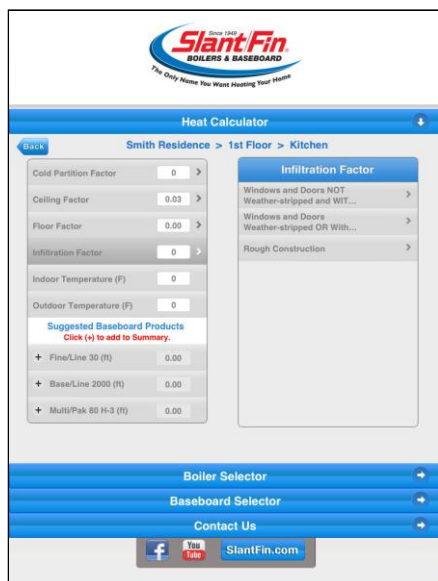 Since 1949
Slant/Fin.
BOILERS & BASEBOARD
The Only Name You Want Heating Your Home
Heat Calculator
Back
Smith Residence > 1st Floor > Kitchen
Cold Partition Factor 0 >
Ceiling Factor 0.03 >
Floor Factor 0.00 >
Infiltration Factor 0 >
Indoor Temperature (F) 0
Outdoor Temperature (F) 0
Suggested Baseboard Products
Click (+) to add to Summary.
+ Fine/Line 30 (ft) 0.00
+ Base/Line 2000 (ft) 0.00
+ Multi/Pak 80 H-3 (ft) 0.00
Infiltration Factor
Windows and Doors NOT
Weather-stripped and WIT... >
Windows and Doors
Weather-stripped OR With... >
Rough Construction >
Boiler Selector
Baseboard Selector
Contact Us
f
You
Tube
SlantFin.com